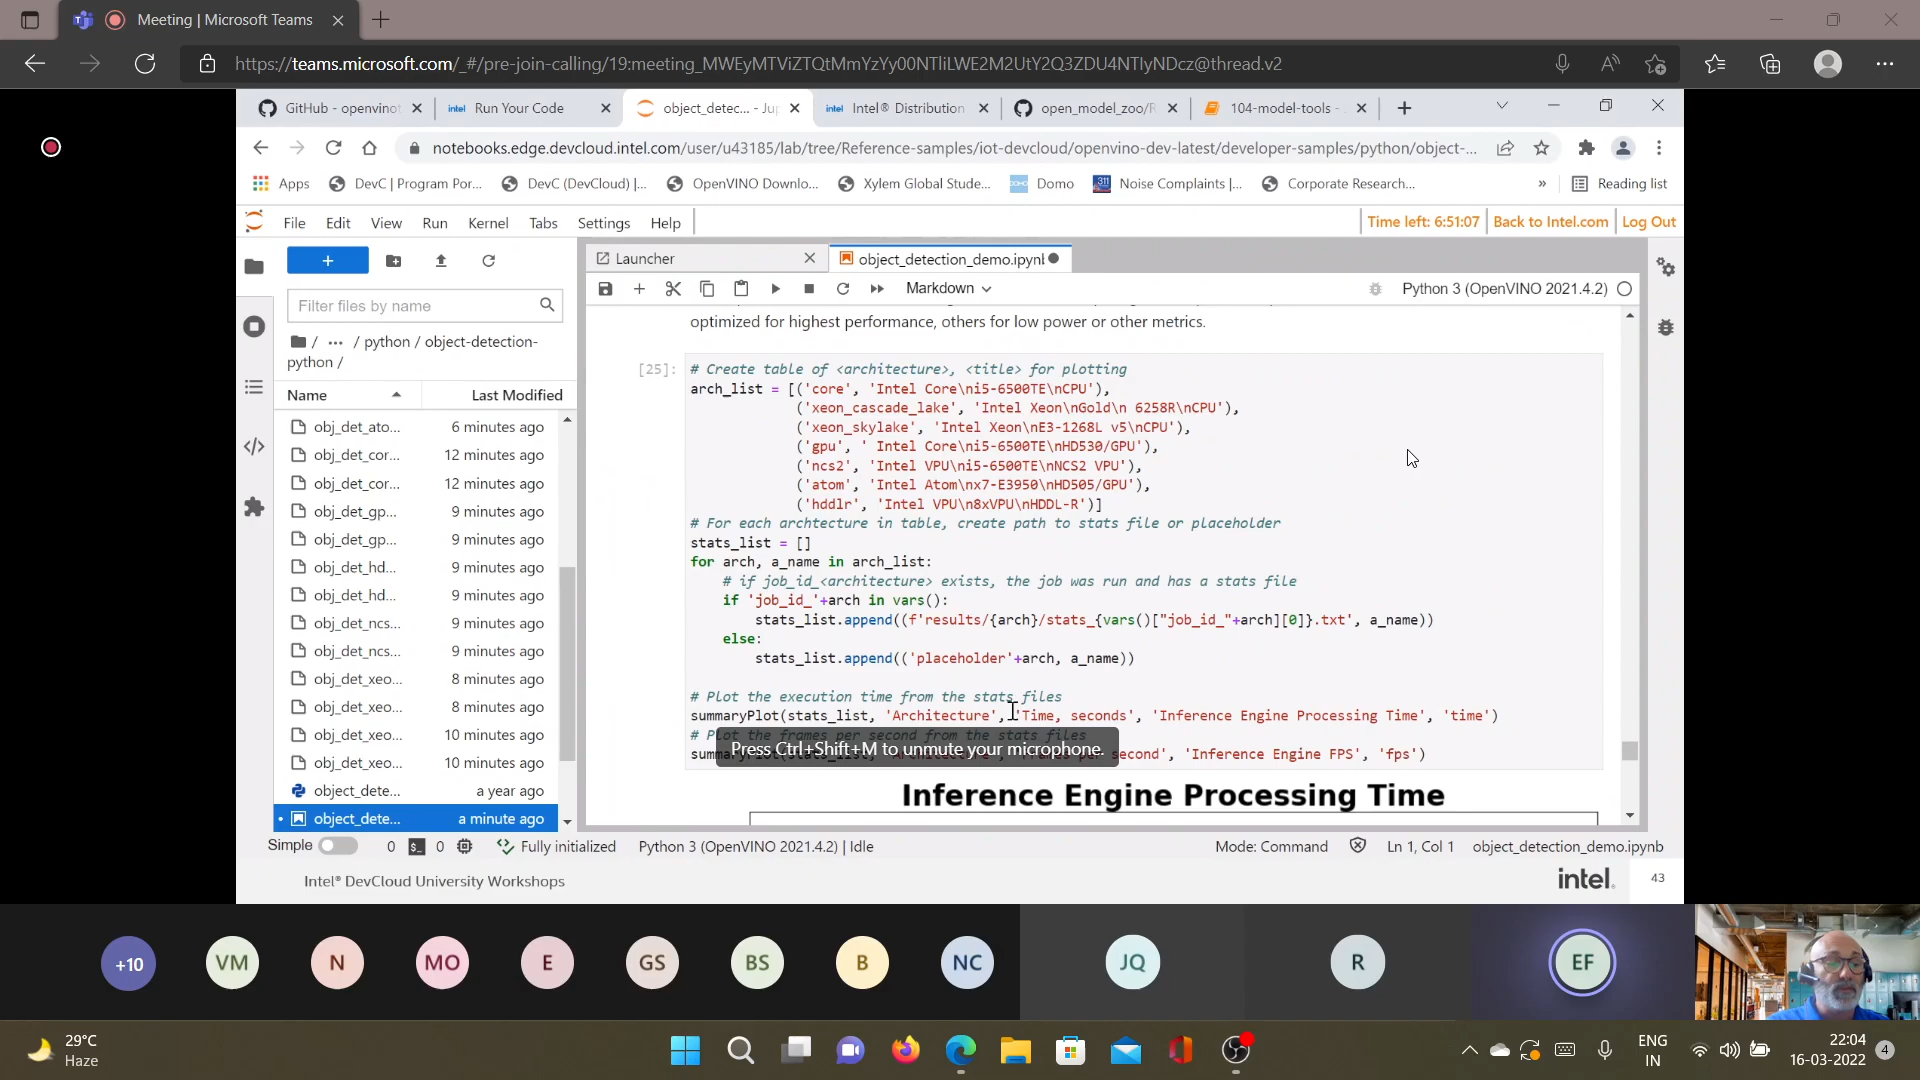 Meeting | Microsoft Teams
https://teams.microsoft.com/_#/pre-join-calling/19:meeting_MWEyMTViZTQtMmYzYy00NTliLWE2M2UtY2Q3ZDU4NTIyNDcz@thread.v2
GitHub - openvinot
intel Run Your Code
object_detec... - Jup
intel Intel® Distribution
open_model_zoo/R
104-model-tools -
notebooks.edge.devcloud.intel.com/user/u43185/lab/tree/Reference-samples/iot-devcloud/openvino-dev-latest/developer-samples/python/object-...
Apps
DevC | Program Por...
DevC (DevCloud) |...
OpenVINO Downlo...
Xylem Global Stude...
Domo
311 Noise Complaints |...
Corporate Research...
»
Reading list
File Edit View Run Kernel Tabs Settings Help
Time left: 6:51:07 Back to Intel.com Log Out
Launcher
object_detection_demo.ipynb
Markdown
Python 3 (OpenVINO 2021.4.2)
Filter files by name
/ ... / python / object-detection-
python /
Name Last Modified
obj_det_ato... 6 minutes ago
obj_det_cor... 12 minutes ago
obj_det_cor... 12 minutes ago
obj_det_gp... 9 minutes ago
obj_det_gp... 9 minutes ago
obj_det_hd... 9 minutes ago
obj_det_hd... 9 minutes ago
obj_det_ncs... 9 minutes ago
obj_det_ncs... 9 minutes ago
obj_det_xeo... 8 minutes ago
obj_det_xeo... 8 minutes ago
obj_det_xeo... 10 minutes ago
obj_det_xeo... 10 minutes ago
object_dete... a year ago
object_dete... a minute ago
optimized for highest performance, others for low power or other metrics.
[25]:
# Create table of <architecture>, <title> for plotting
arch_list = [('core', 'Intel Core\ni5-6500TE\nCPU'),
('xeon_cascade_lake', 'Intel Xeon\nGold\n 6258R\nCPU'),
('xeon_skylake', 'Intel Xeon\nE3-1268L v5\nCPU'),
('gpu', ' Intel Core\ni5-6500TE\nHD530/GPU'),
('ncs2', 'Intel VPU\ni5-6500TE\nNCS2 VPU'),
('atom', 'Intel Atom\nx7-E3950\nHD505/GPU'),
('hddlr', 'Intel VPU\n8xVPU\nHDDL-R')]
# For each archtecture in table, create path to stats file or placeholder
stats_list = []
for arch, a_name in arch_list:
# if job_id_<architecture> exists, the job was run and has a stats file
if 'job_id_'+arch in vars():
stats_list.append((f'results/{arch}/stats_{vars()["job_id_"+arch][0]}.txt', a_name))
else:
stats_list.append(('placeholder'+arch, a_name))
# Plot the execution time from the stats files
summaryPlot(stats_list, 'Architecture', 'Time, seconds', 'Inference Engine Processing Time', 'time')
Press Ctrl+Shift+M to unmute your microphone.
second', 'Inference Engine FPS', 'fps')
Inference Engine Processing Time
Simple 0 0 Fully initialized Python 3 (OpenVINO 2021.4.2) | Idle Mode: Command Ln 1, Col 1 object_detection_demo.ipynb
Intel® DevCloud University Workshops intel. 43
+10 VM N MO E GS BS B NC JQ R EF
29°C
Haze
ENG
IN
22:04
16-03-2022
4